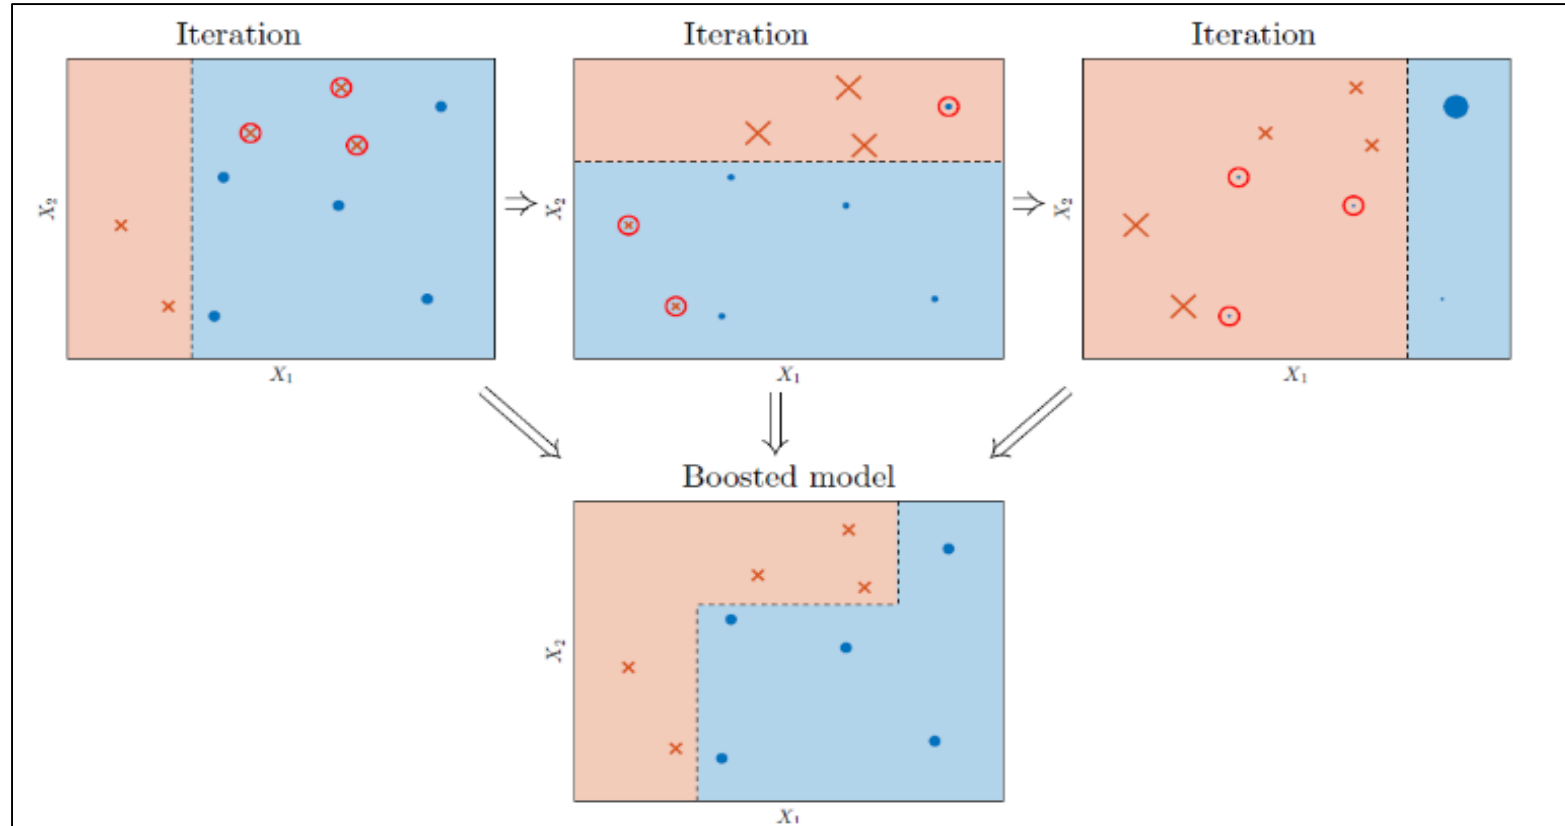 Iteration
Iteration
Iteration
X₂
X₁
X₂
X₁
X₂
X₁
Boosted model
X₂
X₁